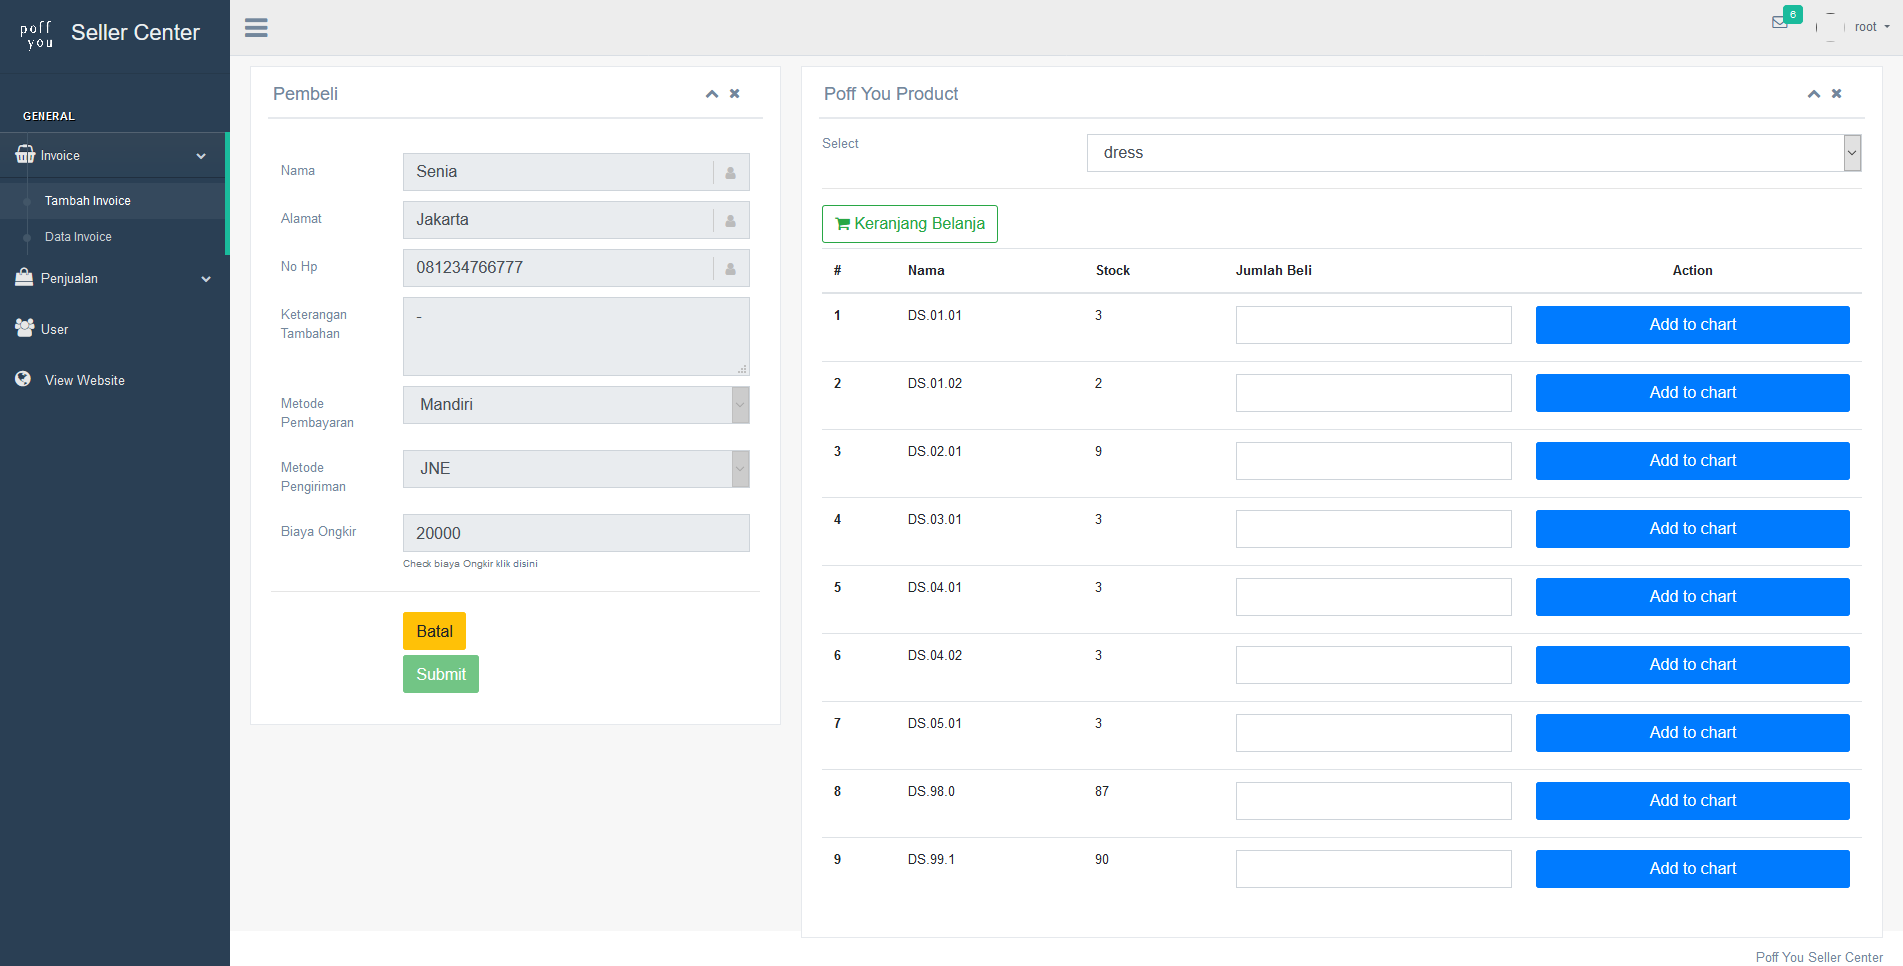 poff
you
Seller Center
6
root
GENERAL
Invoice
Tambah Invoice
Data Invoice
Penjualan
User
View Website
Pembeli
Nama
Senia
Alamat
Jakarta
No Hp
081234766777
Keterangan
Tambahan
-
Metode
Pembayaran
Mandiri
Metode
Pengiriman
JNE
Biaya Ongkir
20000
Check biaya Ongkir klik disini
Batal
Submit
Poff You Product
Select
dress
Keranjang Belanja
# Nama Stock Jumlah Beli Action
1 DS.01.01 3 Add to chart
2 DS.01.02 2 Add to chart
3 DS.02.01 9 Add to chart
4 DS.03.01 3 Add to chart
5 DS.04.01 3 Add to chart
6 DS.04.02 3 Add to chart
7 DS.05.01 3 Add to chart
8 DS.98.0 87 Add to chart
9 DS.99.1 90 Add to chart
Poff You Seller Center